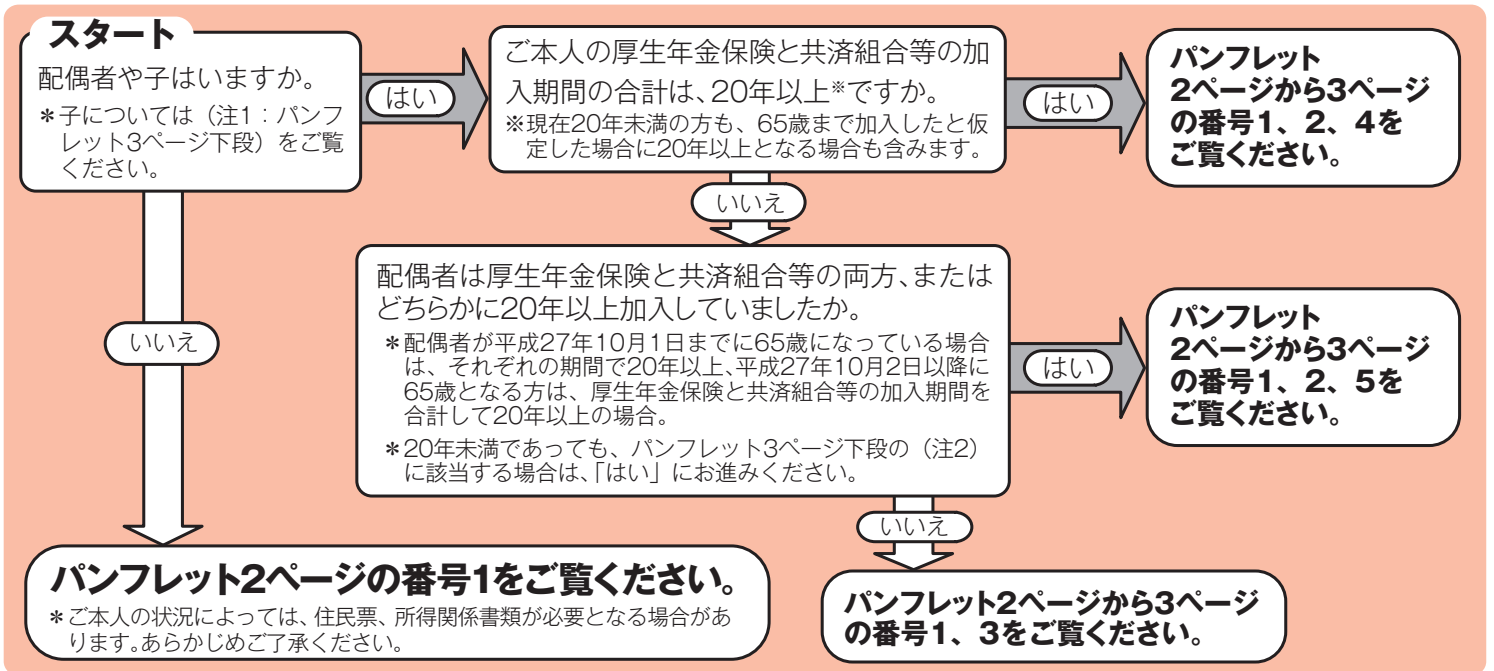 スタート
配偶者や子はいますか。
＊子については（注1：パンフ
レット3ページ下段）をご覧
ください。
はい
ご本人の厚生年金保険と共済組合等の加
入期間の合計は、20年以上※ですか。
※現在20年未満の方も、65歳まで加入したと仮
定した場合に20年以上となる場合も含みます。
はい
パンフレット
2ページから3ページ
の番号1、2、4を
ご覧ください。
いいえ
配偶者は厚生年金保険と共済組合等の両方、または
どちらかに20年以上加入していましたか。
＊配偶者が平成27年10月1日までに65歳になっている場合
は、それぞれの期間で20年以上、平成27年10月2日以降に
65歳となる方は、厚生年金保険と共済組合等の加入期間を
合計して20年以上の場合。
＊20年未満であっても、パンフレット3ページ下段の（注2）
に該当する場合は、「はい」にお進みください。
はい
パンフレット
2ページから3ページ
の番号1、2、5を
ご覧ください。
いいえ
いいえ
パンフレット2ページの番号1をご覧ください。
＊ご本人の状況によっては、住民票、所得関係書類が必要となる場合があ
ります。あらかじめご了承ください。
パンフレット2ページから3ページ
の番号1、3をご覧ください。